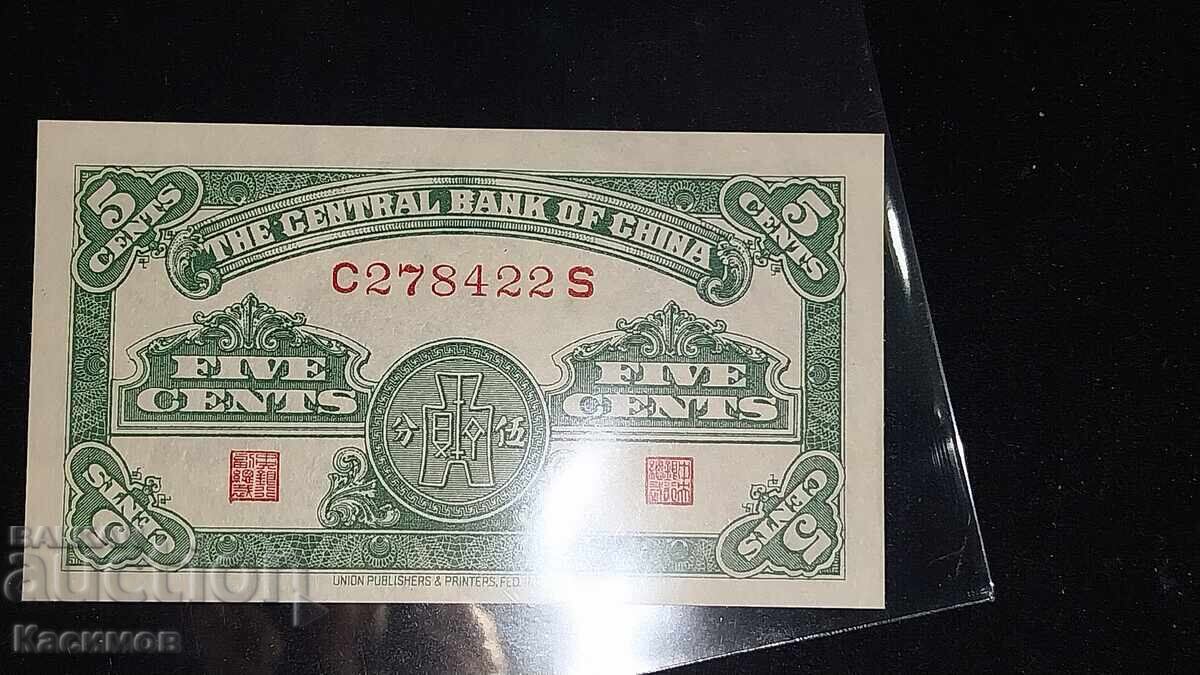 5
CENTS
THE CENTRAL BANK OF CHINA
5
CENTS
C278422S
FIVE
CENTS
FIVE
CENTS
分
伍
5
CENTS
5
CENTS
UNION PUBLISHERS & PRINTERS, FED.
auction
Каскимов